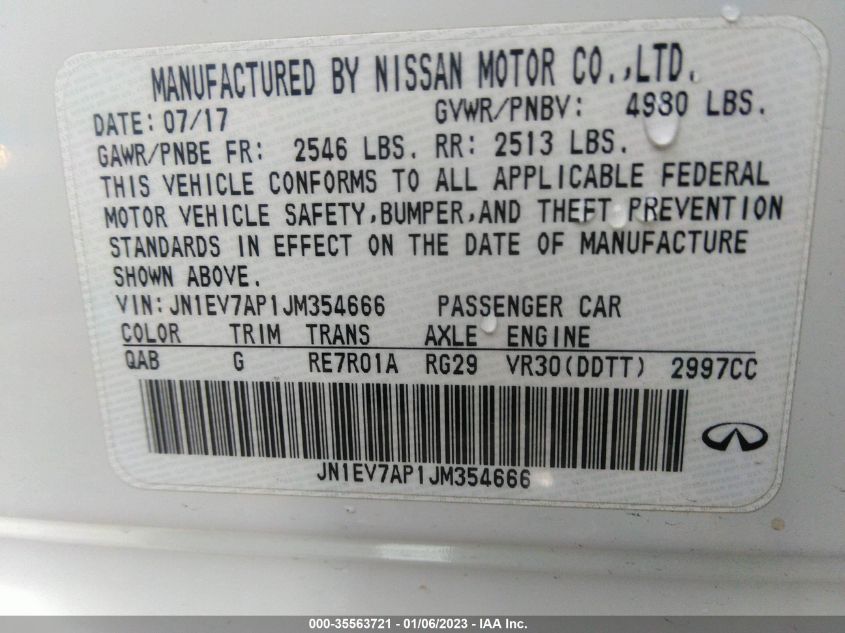 MANUFACTURED BY NISSAN MOTOR CO.,LTD.
DATE: 07/17 GVWR/PNBV: 4980 LBS.
GAWR/PNBE FR: 2546 LBS. RR: 2513 LBS.
THIS VEHICLE CONFORMS TO ALL APPLICABLE FEDERAL
MOTOR VEHICLE SAFETY,BUMPER,AND THEFT PREVENTION
STANDARDS IN EFFECT ON THE DATE OF MANUFACTURE
SHOWN ABOVE.
VIN:JN1EV7AP1JM354666 PASSENGER CAR
COLOR TRIM TRANS AXLE ENGINE
QAB G RE7R01A RG29 VR30(DDTT) 2997CC
JN1EV7AP1JM354666
000-35563721 - 01/06/2023 - IAA Inc.